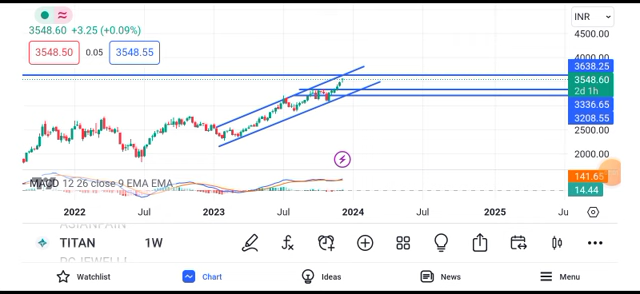 3548.60 +3.25 (+0.09%)
INR
3548.50 0.05 3548.55
4500.00
4000.00
3638.25
3548.60
2d 1h
3336.65
3208.55
2500.00
2000.00
MACD 12 26 close 9 EMA EMA
141.65
14.44
2022 Jul 2023 Jul 2024 Jul 2025 Ju
ASIANPAIN
TITAN 1W
PCJEWELL
Watchlist Chart Ideas News Menu